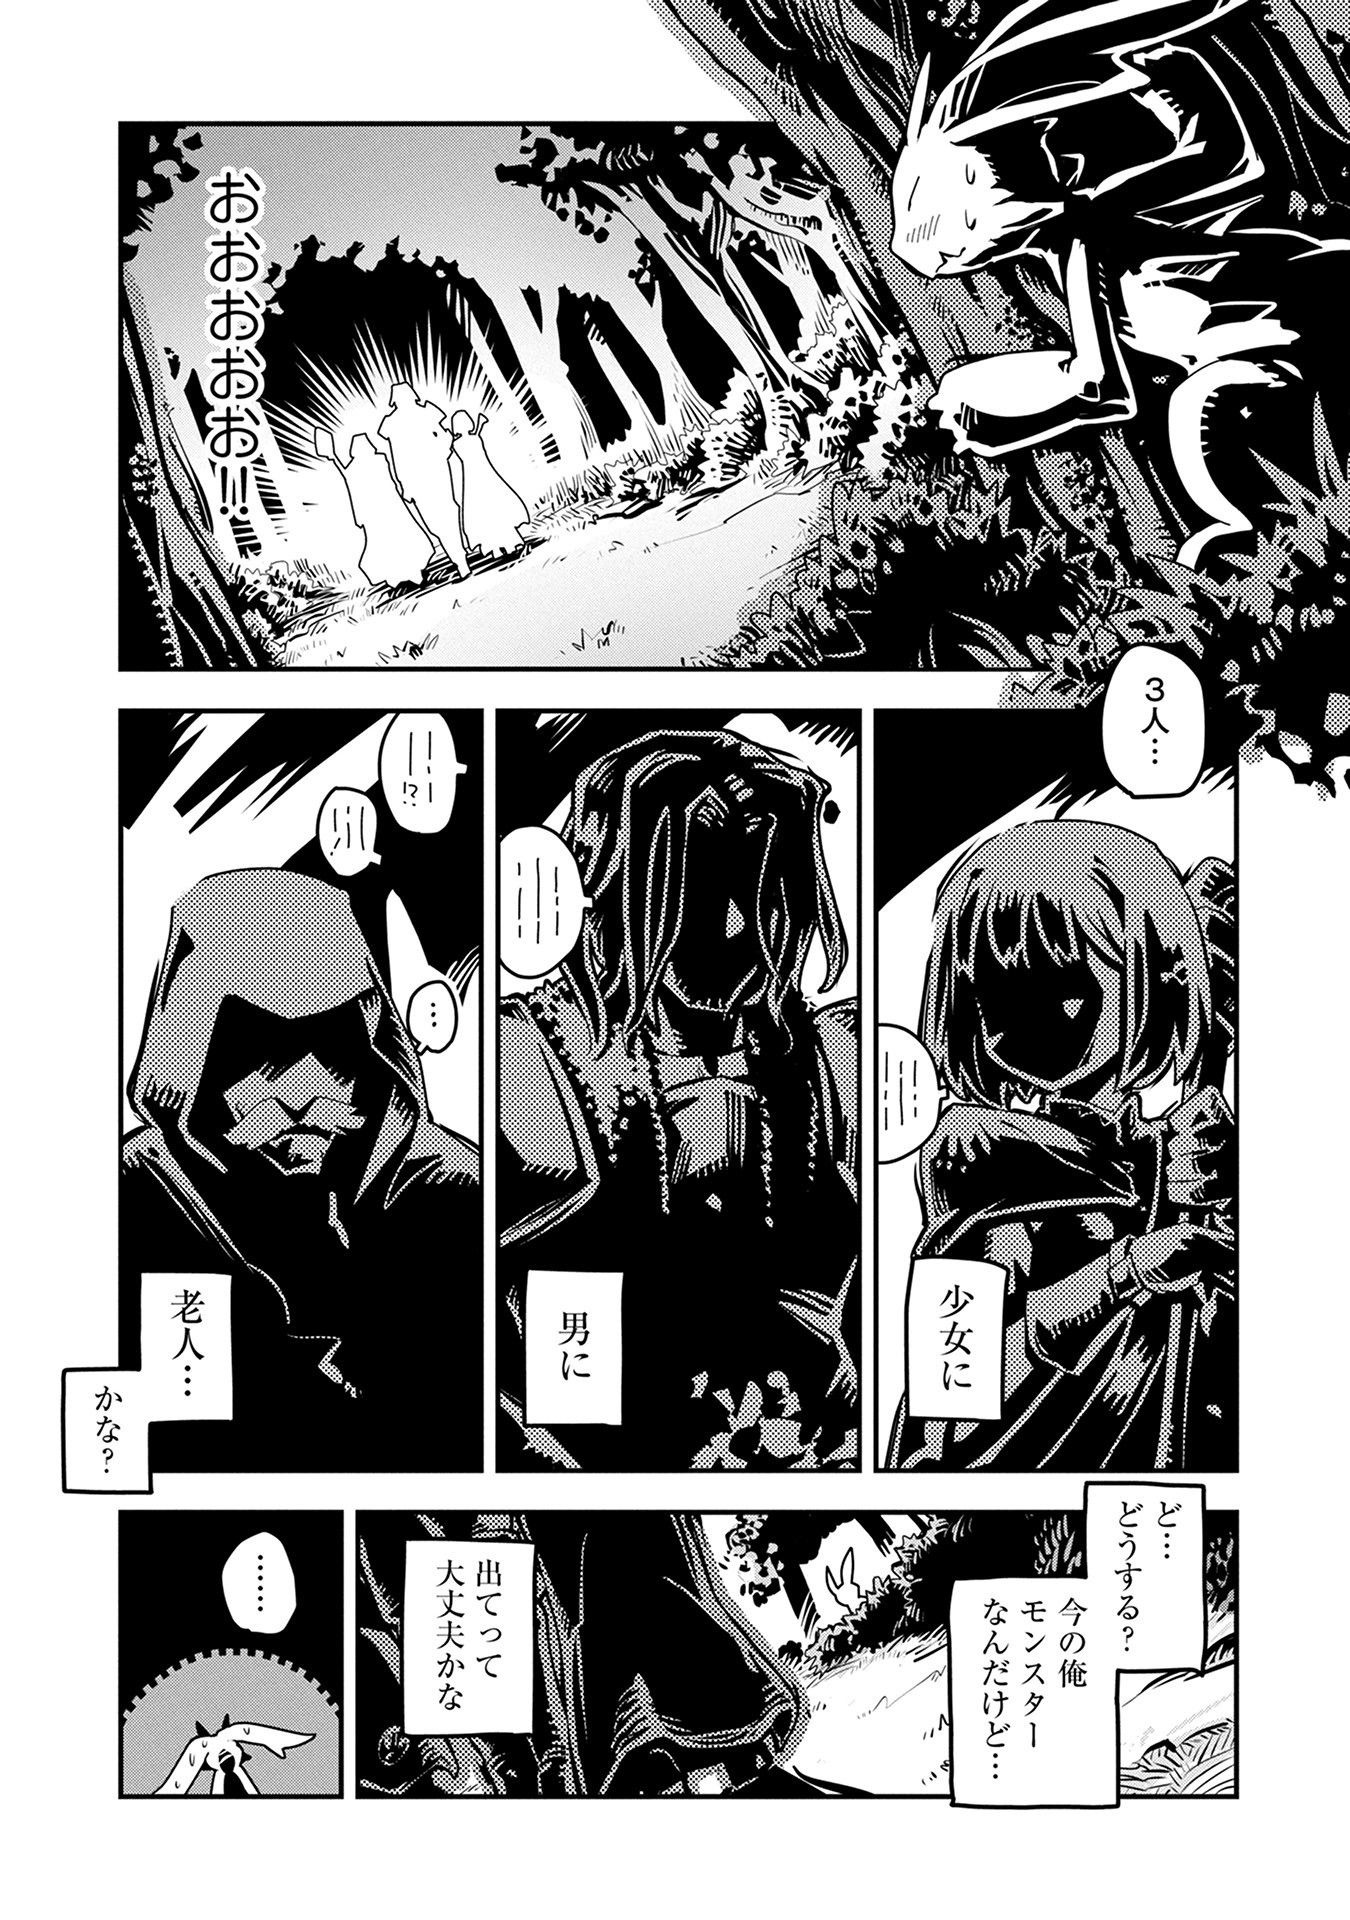 おおおおおお!!!
3人…
少女に
男に
…
!?
老人…
かな?
ど…
どうする?
今の俺
モンスター
なんだけど…
出てって
大丈夫かな
……